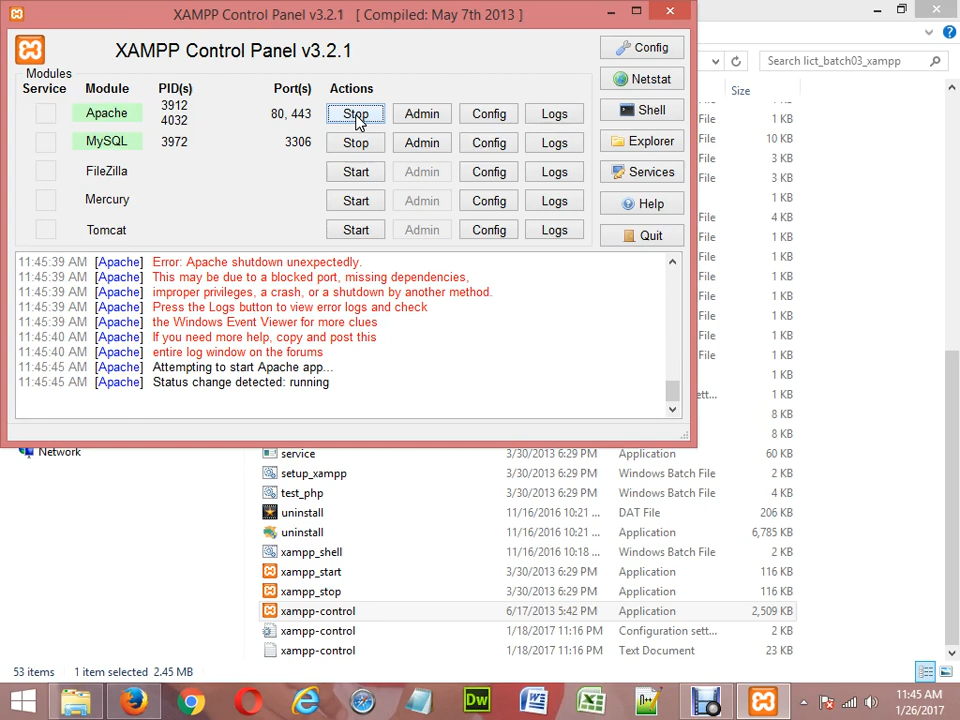 XAMPP Control Panel v3.2.1 [ Compiled: May 7th 2013 ]
XAMPP Control Panel v3.2.1
Config
Modules
Service Module PID(s) Port(s) Actions
Netstat
Apache 3912 4032 80, 443 Stop Admin Config Logs
Shell
MySQL 3972 3306 Stop Admin Config Logs
Explorer
FileZilla Start Admin Config Logs
Services
Mercury Start Admin Config Logs
Help
Tomcat Start Admin Config Logs
Quit
11:45:39 AM [Apache] Error: Apache shutdown unexpectedly.
11:45:39 AM [Apache] This may be due to a blocked port, missing dependencies,
11:45:39 AM [Apache] improper privileges, a crash, or a shutdown by another method.
11:45:39 AM [Apache] Press the Logs button to view error logs and check
11:45:39 AM [Apache] the Windows Event Viewer for more clues
11:45:40 AM [Apache] If you need more help, copy and post this
11:45:40 AM [Apache] entire log window on the forums
11:45:45 AM [Apache] Attempting to start Apache app...
11:45:45 AM [Apache] Status change detected: running
Search lict_batch03_xampp
Size
File 1 KB
File 10 KB
File 3 KB
File 3 KB
File 4 KB
File 1 KB
File 1 KB
File 1 KB
File 1 KB
File 1 KB
File 1 KB
File 1 KB
File 1 KB
1 KB
sett... 1 KB
8 KB
8 KB
Network
service 3/30/2013 6:29 PM Application 60 KB
setup_xampp 3/30/2013 6:29 PM Windows Batch File 2 KB
test_php 3/30/2013 6:29 PM Windows Batch File 4 KB
uninstall 11/16/2016 10:21 ... DAT File 206 KB
uninstall 11/16/2016 10:21 ... Application 6,785 KB
xampp_shell 11/16/2016 10:18 ... Windows Batch File 2 KB
xampp_start 3/30/2013 6:29 PM Application 116 KB
xampp_stop 3/30/2013 6:29 PM Application 116 KB
xampp-control 6/17/2013 5:42 PM Application 2,509 KB
xampp-control 1/18/2017 11:16 PM Configuration sett... 2 KB
xampp-control 1/18/2017 11:16 PM Text Document 23 KB
53 items 1 item selected 2.45 MB
Dw
11:45 AM
1/26/2017